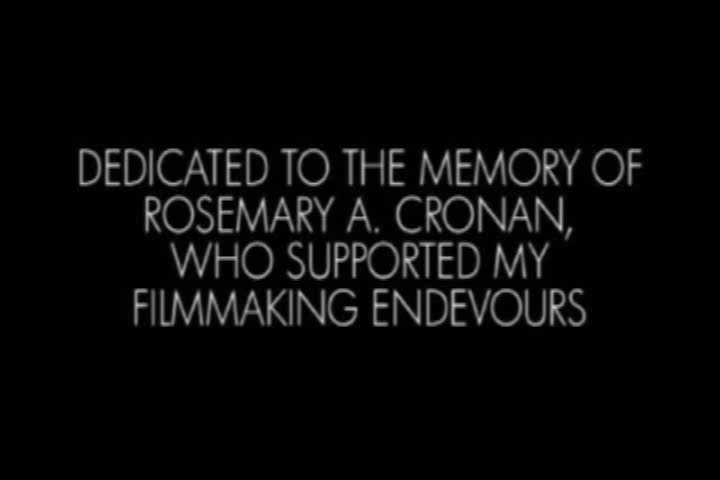 DEDICATED TO THE MEMORY OF
ROSEMARY A. CRONAN,
WHO SUPPORTED MY
FILMMAKING ENDEVOURS